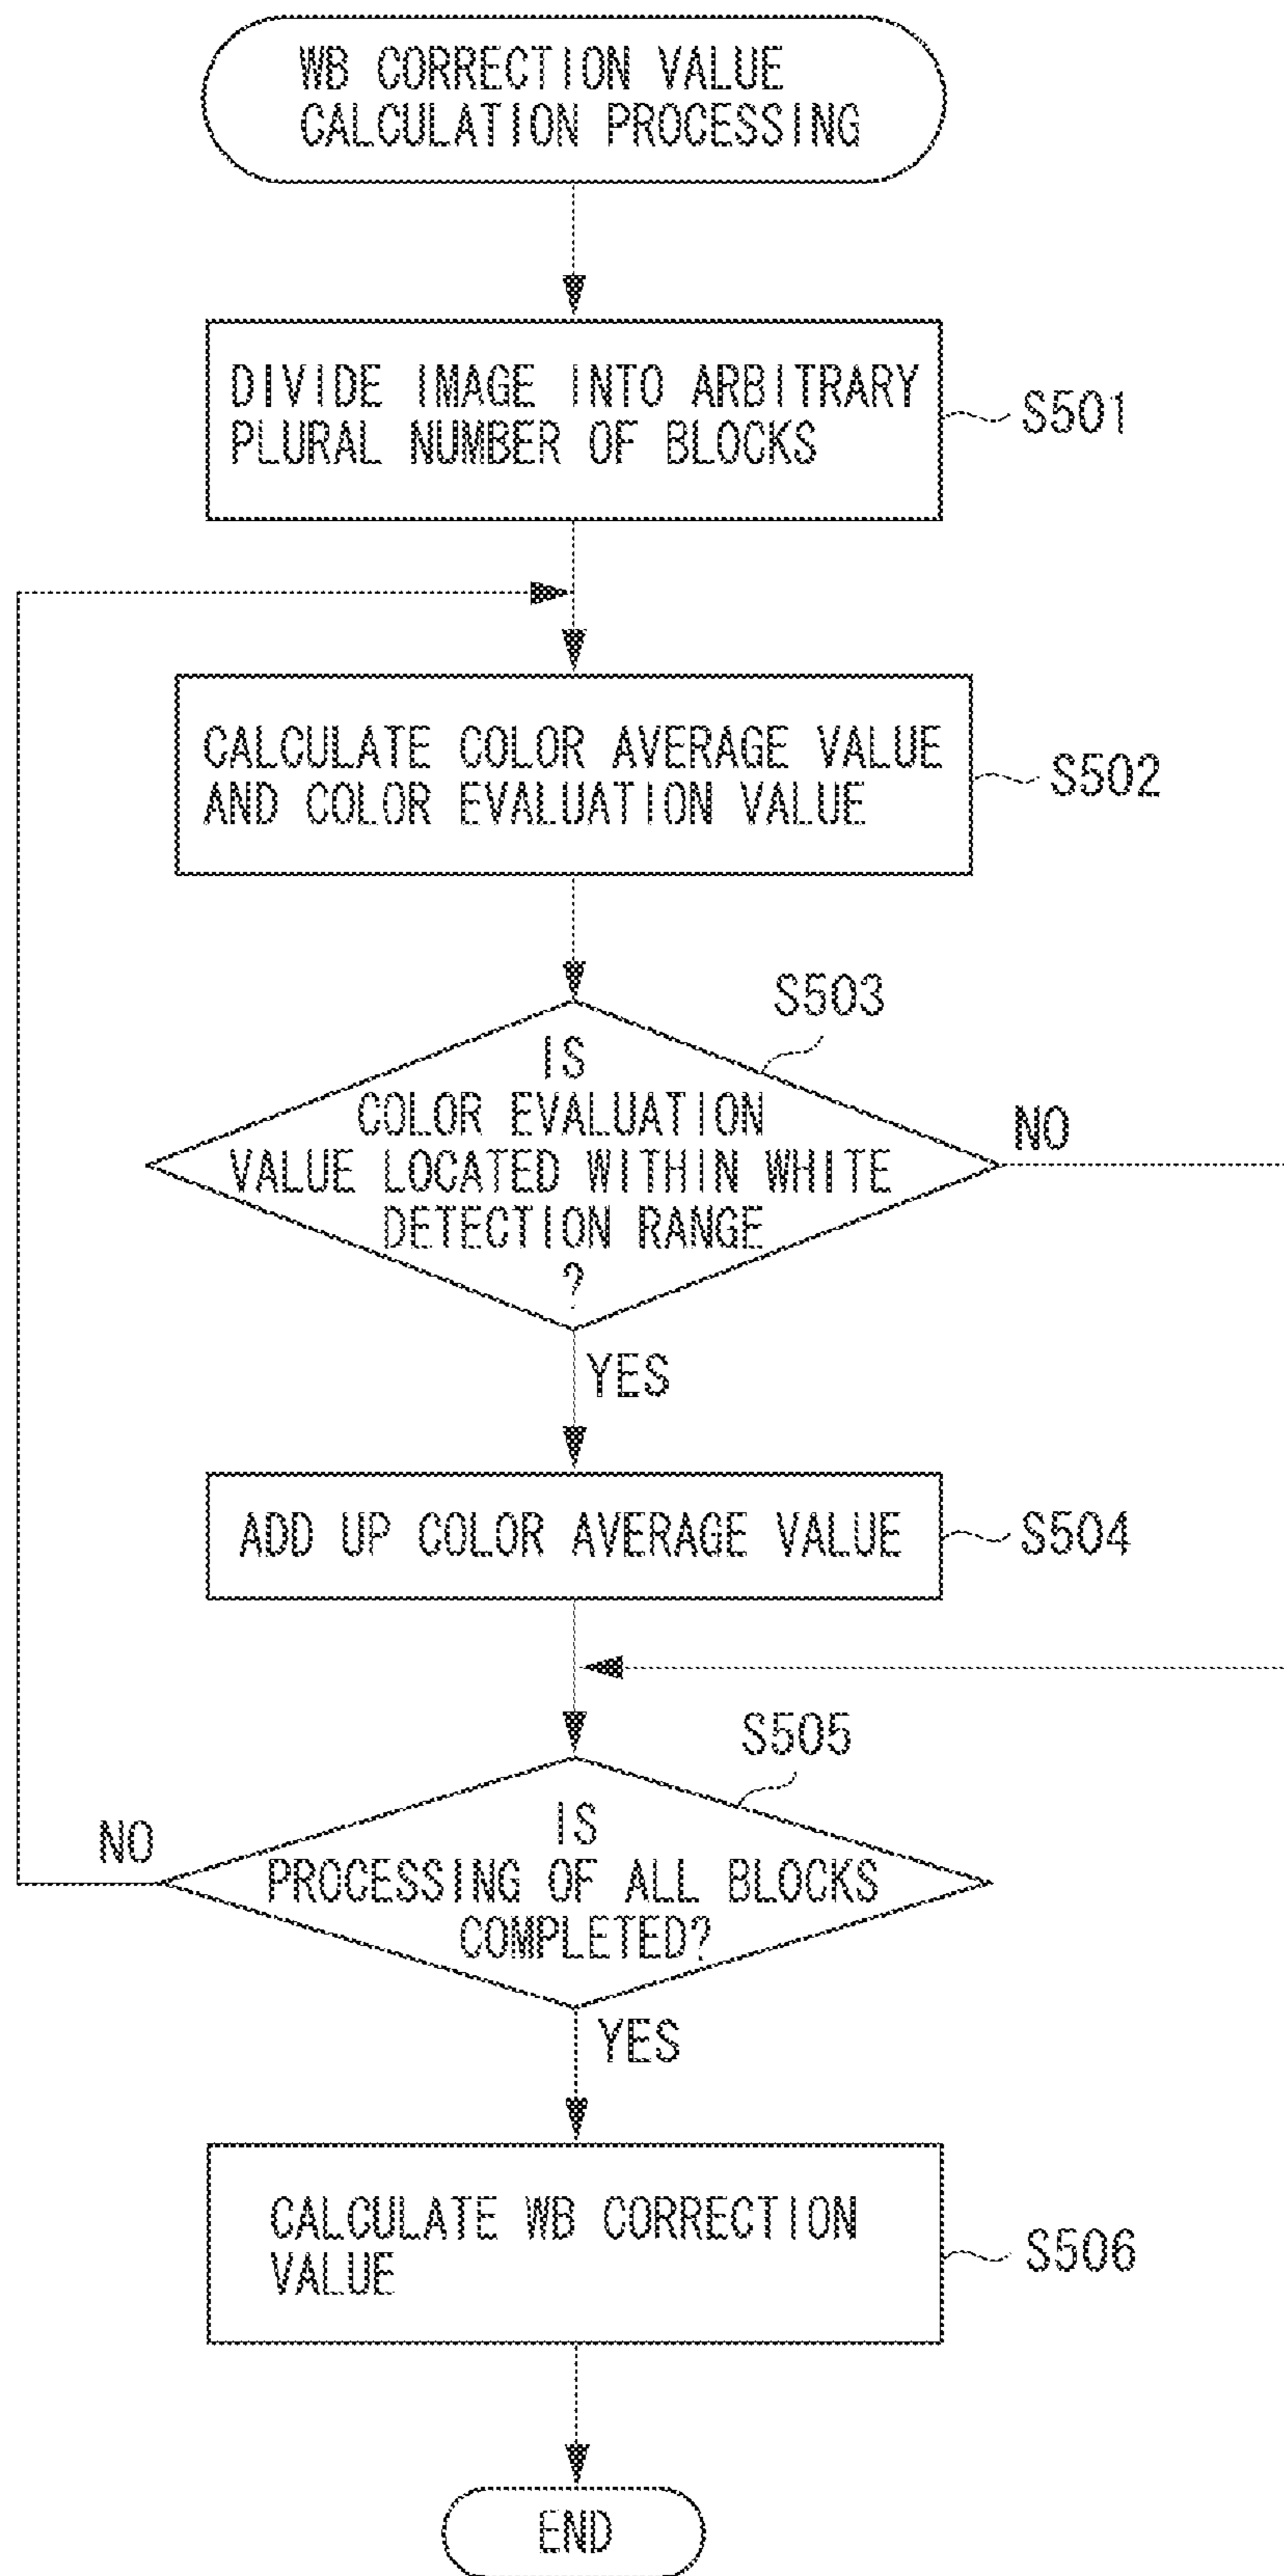 WB CORRECTION VALUE
CALCULATION PROCESSING
DIVIDE IMAGE INTO ARBITRARY
PLURAL NUMBER OF BLOCKS
S501
CALCULATE COLOR AVERAGE VALUE
AND COLOR EVALUATION VALUE
S502
S503
IS
COLOR EVALUATION
VALUE LOCATED WITHIN WHITE
DETECTION RANGE
?
NO
YES
ADD UP COLOR AVERAGE VALUE
S504
S505
IS
PROCESSING OF ALL BLOCKS
COMPLETED?
NO
YES
CALCULATE WB CORRECTION
VALUE
S506
END